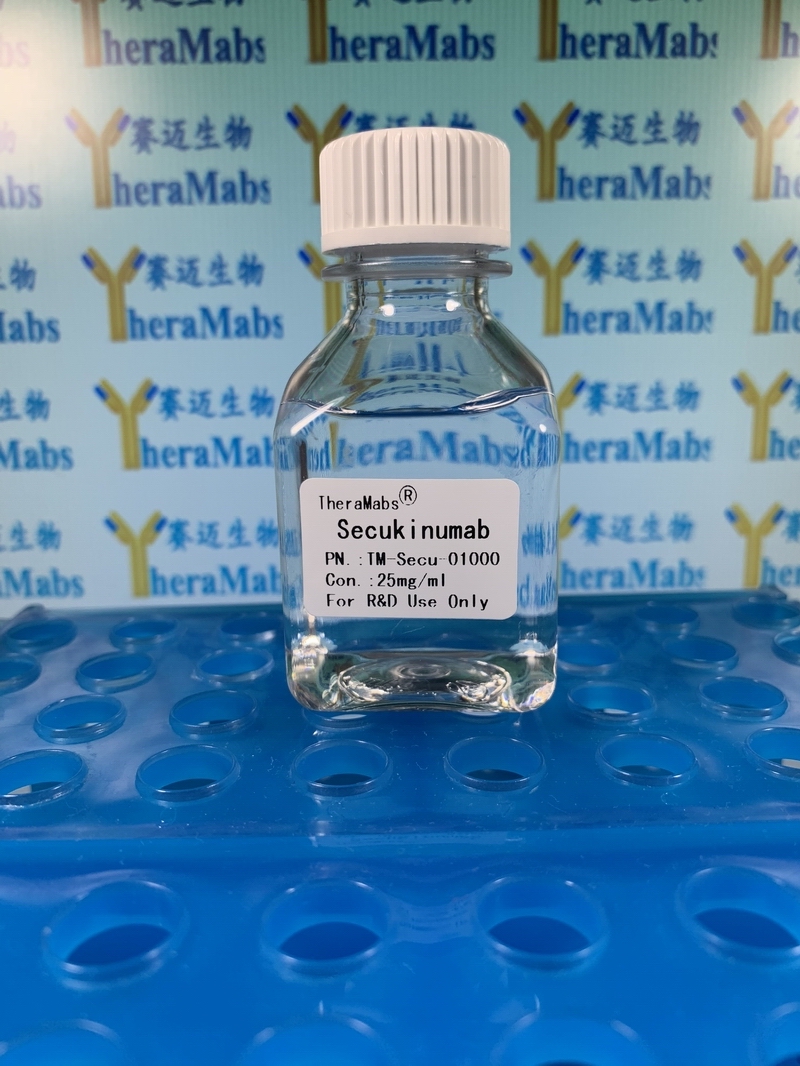 赛迈生物
TheraMabs
TheraMabs®
Secukinumab
PN.:TM-Secu-01000
Con.:25mg/ml
For R&D Use Only